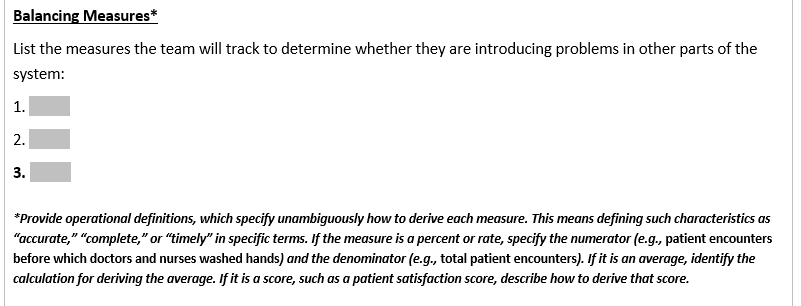 Balancing Measures*
List the measures the team will track to determine whether they are introducing problems in other parts of the
system:
1.
2.
3.
*Provide operational definitions, which specify unambiguously how to derive each measure. This means defining such characteristics as
“accurate,” “complete,” or “timely” in specific terms. If the measure is a percent or rate, specify the numerator (e.g., patient encounters
before which doctors and nurses washed hands) and the denominator (e.g., total patient encounters). If it is an average, identify the
calculation for deriving the average. If it is a score, such as a patient satisfaction score, describe how to derive that score.